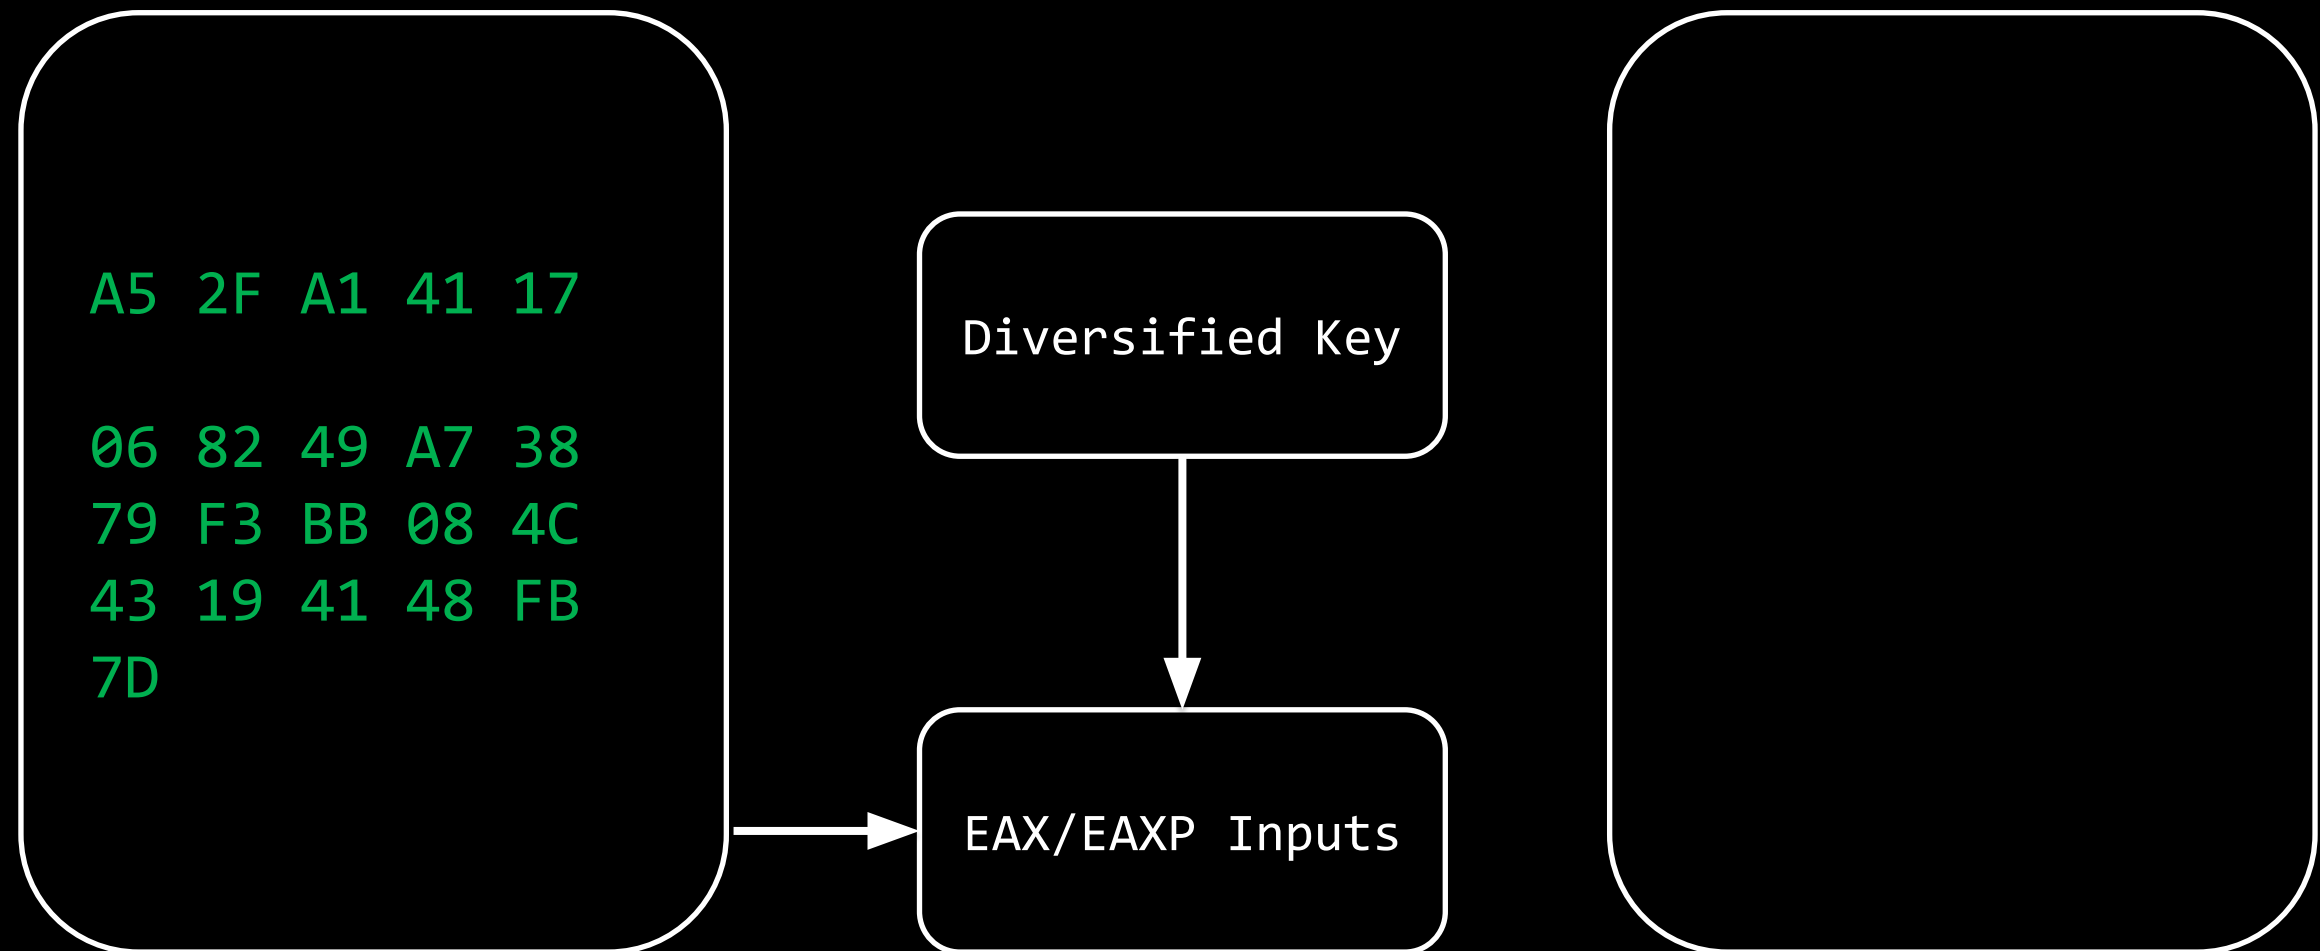 A5 2F A1 41 17
06 82 49 A7 38
79 F3 BB 08 4C
43 19 41 48 FB
7D
Diversified Key
EAX/EAXP Inputs